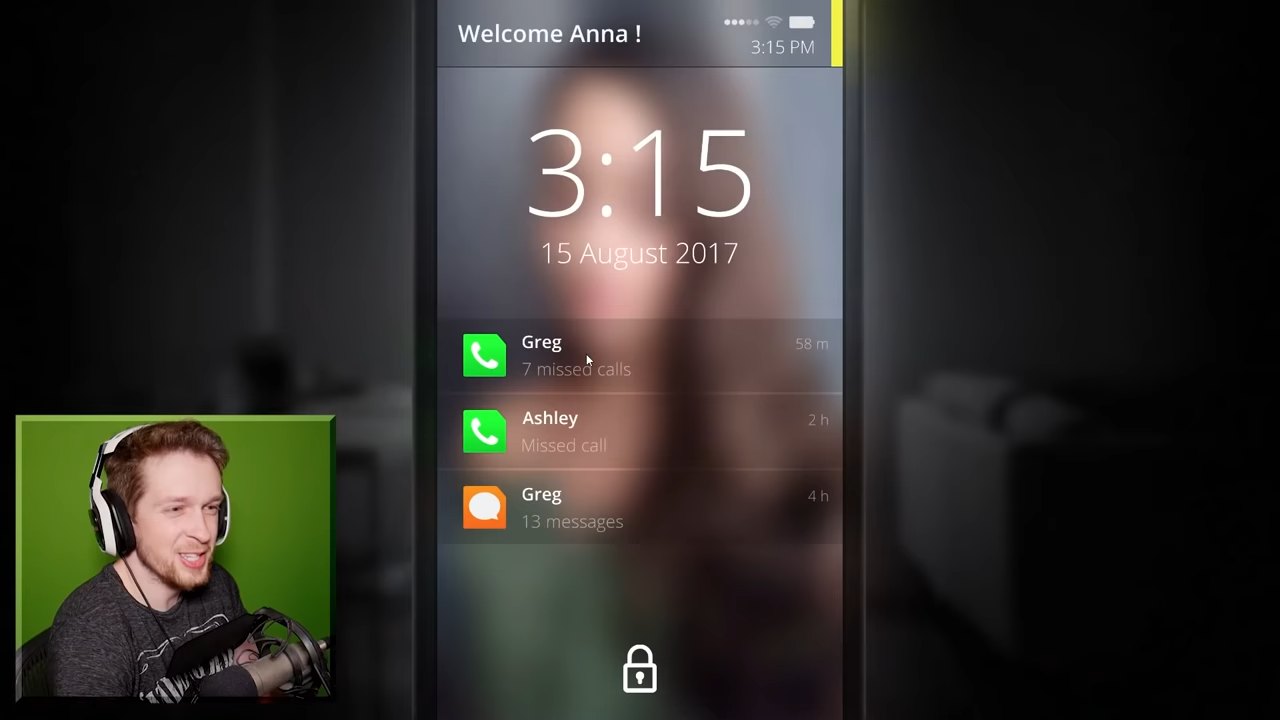 Welcome Anna !
3:15 PM
3:15
15 August 2017
Greg
58 m
7 missed calls
Ashley
2 h
Missed call
Greg
4 h
13 messages